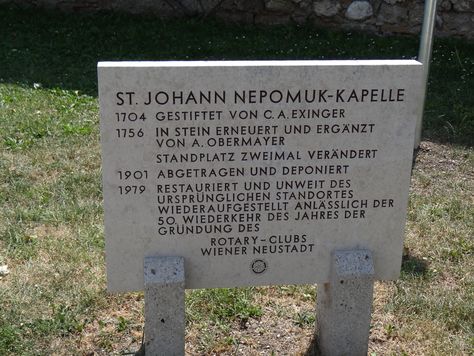 ST. JOHANN NEPOMUK-KAPELLE
1704 GESTIFTET VON C. A. EXINGER
1756 IN STEIN ERNEUERT UND ERGÄNZT
VON A. OBERMAYER
STANDPLATZ ZWEIMAL VERÄNDERT
1901 ABGETRAGEN UND DEPONIERT
1979 RESTAURIERT UND UNWEIT DES
URSPRÜNGLICHEN STANDORTES
WIEDERAUFGESTELLT ANLÄSSLICH DER
50. WIEDERKEHR DES JAHRES DER
GRÜNDUNG DES
ROTARY-CLUBS
WIENER NEUSTADT